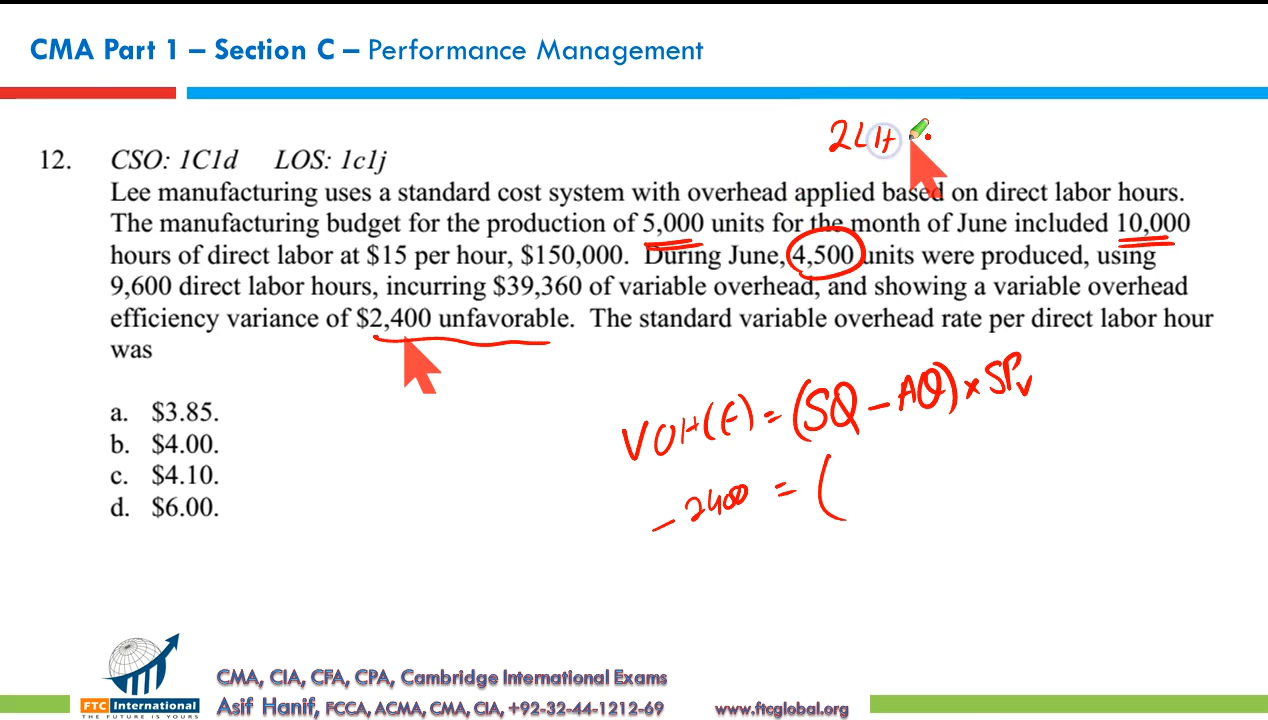 CMA Part 1 – Section C – Performance Management
2LH
12. CSO: 1C1d LOS: 1c1j
Lee manufacturing uses a standard cost system with overhead applied based on direct labor hours.
The manufacturing budget for the production of 5,000 units for the month of June included 10,000
hours of direct labor at $15 per hour, $150,000. During June, 4,500 units were produced, using
9,600 direct labor hours, incurring $39,360 of variable overhead, and showing a variable overhead
efficiency variance of $2,400 unfavorable. The standard variable overhead rate per direct labor hour
was
a. $3.85.
b. $4.00.
c. $4.10.
d. $6.00.
VOH(E) = (SQ – AQ) × SPv
– 2400 = (
CMA, CIA, CFA, CPA, Cambridge International Exams
FTC International
THE FUTURE IS YOURS
Asif Hanif, FCCA, ACMA, CMA, CIA, +92-32-44-1212-69 www.ftcglobal.org